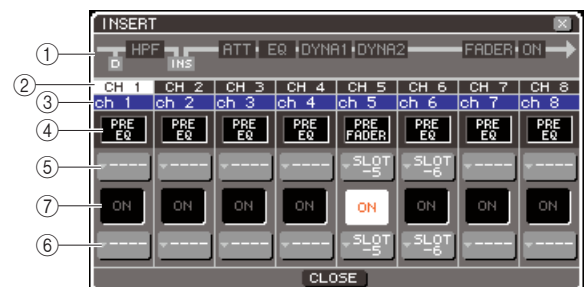 INSERT
① HPF ATT EQ DYNA1 DYNA2 FADER ON
D INS
② CH 1 CH 2 CH 3 CH 4 CH 5 CH 6 CH 7 CH 8
③ ch 1 ch 2 ch 3 ch 4 ch 5 ch 6 ch 7 ch 8
④ PRE EQ PRE EQ PRE EQ PRE EQ PRE FADER PRE EQ PRE EQ PRE EQ
⑤ ---- ---- ---- ---- SLOT -5 SLOT -6 ---- ----
⑦ ON ON ON ON ON ON ON ON
⑥ ---- ---- ---- ---- SLOT -5 SLOT -6 ---- ----
CLOSE